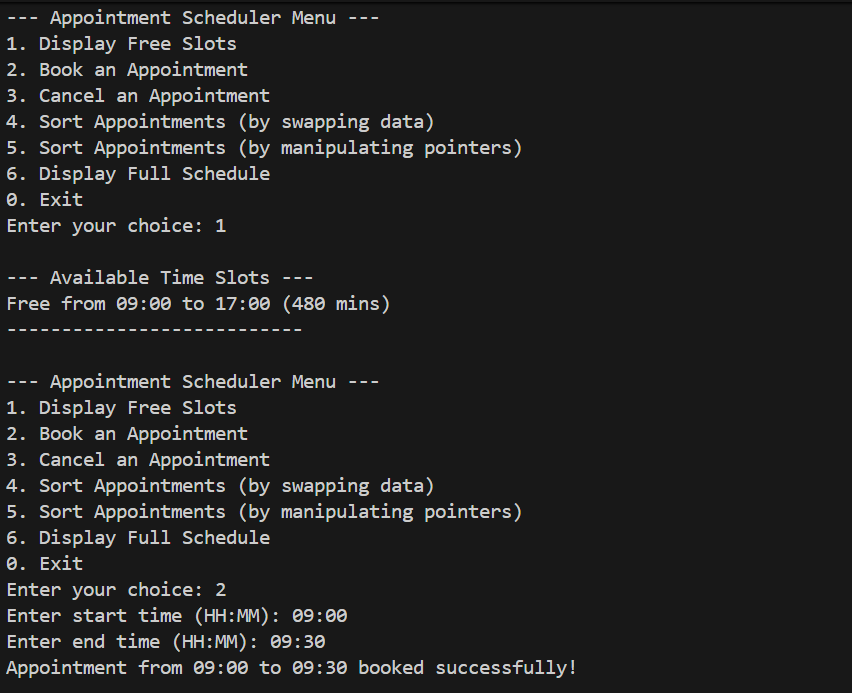 --- Appointment Scheduler Menu ---
1. Display Free Slots
2. Book an Appointment
3. Cancel an Appointment
4. Sort Appointments (by swapping data)
5. Sort Appointments (by manipulating pointers)
6. Display Full Schedule
0. Exit
Enter your choice: 1

--- Available Time Slots ---
Free from 09:00 to 17:00 (480 mins)
---------------------------

--- Appointment Scheduler Menu ---
1. Display Free Slots
2. Book an Appointment
3. Cancel an Appointment
4. Sort Appointments (by swapping data)
5. Sort Appointments (by manipulating pointers)
6. Display Full Schedule
0. Exit
Enter your choice: 2
Enter start time (HH:MM): 09:00
Enter end time (HH:MM): 09:30
Appointment from 09:00 to 09:30 booked successfully!